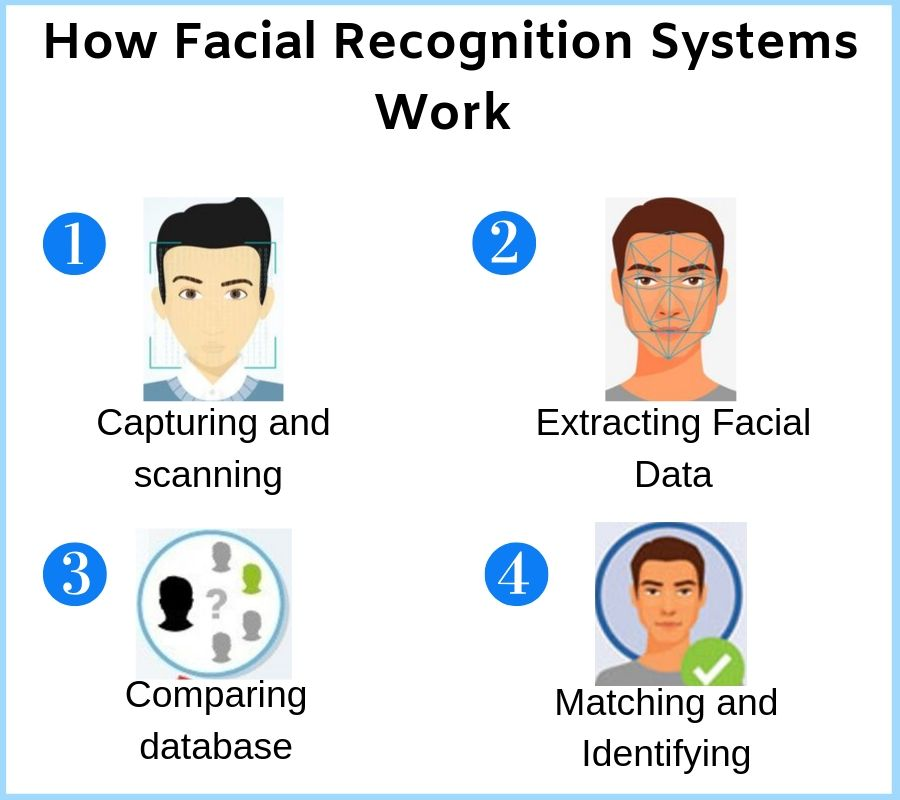 How Facial Recognition Systems
Work
1
Capturing and
scanning
2
Extracting Facial
Data
3
?
Comparing
database
4
Matching and
Identifying